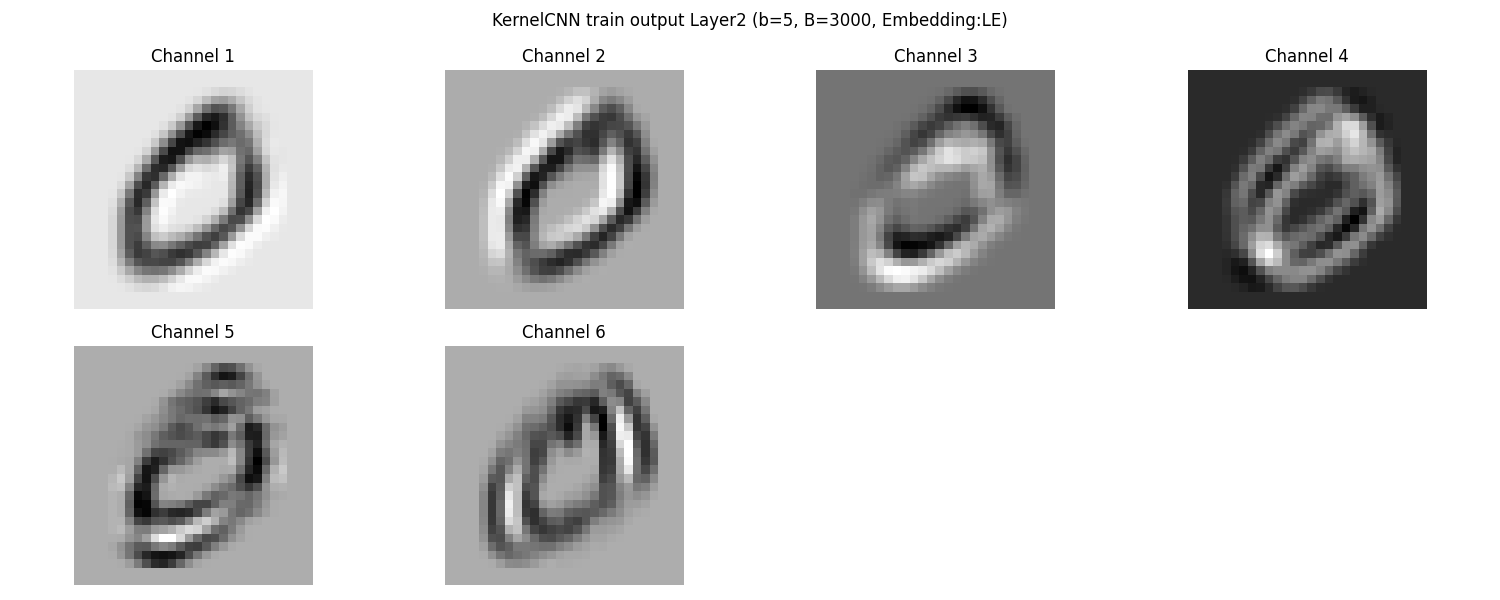 KernelCNN train output Layer2 (b=5, B=3000, Embedding:LE)
Channel 1
Channel 2
Channel 3
Channel 4
Channel 5
Channel 6